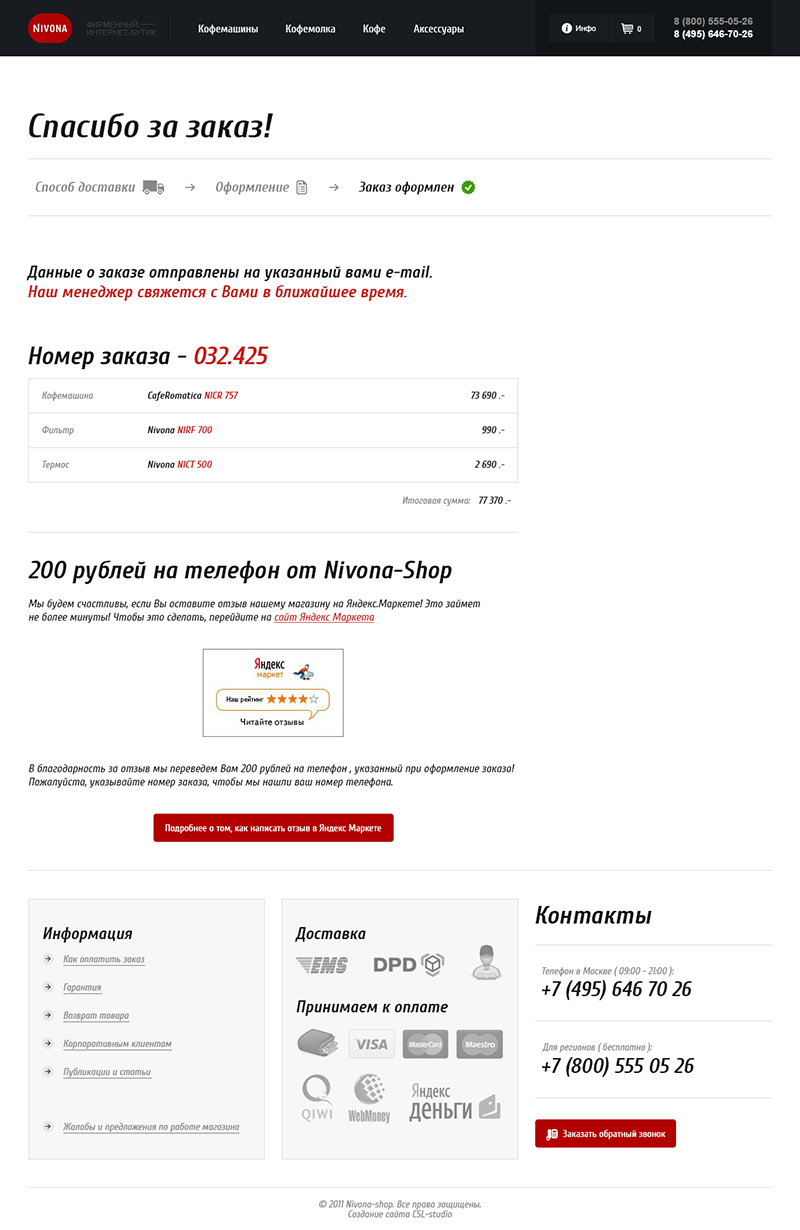 NIVONA
ФИРМЕННЫЙ
ИНТЕРНЕТ-БУТИК
Кофемашины
Кофемолка
Кофе
Аксессуары
Инфо
0
8 (800) 555-05-26
8 (495) 646-70-26
Спасибо за заказ!
Способ доставки
Оформление
Заказ оформлен
Данные о заказе отправлены на указанный вами e-mail.
Наш менеджер свяжется с Вами в ближайшее время.
Номер заказа - 032.425
Кофемашина CafeRomatica NICR 757 73 690 .-
Фильтр Nivona NIRF 700 990 .-
Термос Nivona NICT 500 2 690 .-
Итоговая сумма: 77 370 .-
200 рублей на телефон от Nivona-Shop
Мы будем счастливы, если Вы оставите отзыв нашему магазину на Яндекс.Маркете! Это займет
не более минуты! Чтобы это сделать, перейдите на сайт Яндекс Маркета
Яндекс
маркет
Наш рейтинг
Читайте отзывы
В благодарность за отзыв мы переведем Вам 200 рублей на телефон , указанный при оформление заказа!
Пожалуйста, указывайте номер заказа, чтобы мы нашли ваш номер телефона.
Подробнее о том, как написать отзыв в Яндекс Маркете
Информация
Как оплатить заказ
Гарантия
Возврат товара
Корпаративным клиентам
Публикации и статьи
Жалобы и предложения по работе магазина
Доставка
EMS
DPD
Принимаем к оплате
VISA
MasterCard
Maestro
QIWI
WebMoney
Яндекс
деньги
Контакты
Телефон в Москве ( 09:00 - 21:00 ):
+7 (495) 646 70 26
Для регионов ( бесплатно ):
+7 (800) 555 05 26
Заказать обратный звонок
© 2011 Nivona-shop. Все права защищены.
Создание сайта CSL-studio